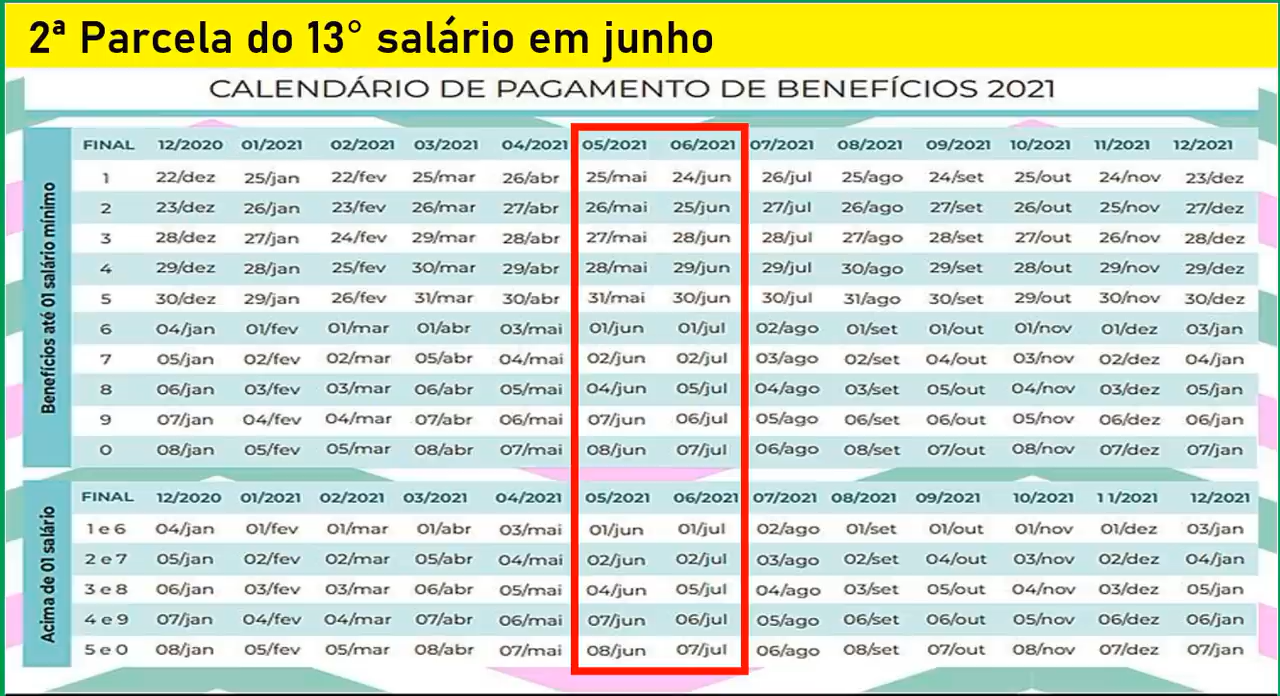 2ª Parcela do 13° salário em junho
CALENDÁRIO DE PAGAMENTO DE BENEFÍCIOS 2021
Benefícios até 01 salário mínimo
FINAL 12/2020 01/2021 02/2021 03/2021 04/2021 05/2021 06/2021 07/2021 08/2021 09/2021 10/2021 11/2021 12/2021
1 22/dez 25/jan 22/fev 25/mar 26/abr 25/mai 24/jun 26/jul 25/ago 24/set 25/out 24/nov 23/dez
2 23/dez 26/jan 23/fev 26/mar 27/abr 26/mai 25/jun 27/jul 26/ago 27/set 26/out 25/nov 27/dez
3 28/dez 27/jan 24/fev 29/mar 28/abr 27/mai 28/jun 28/jul 27/ago 28/set 27/out 26/nov 28/dez
4 29/dez 28/jan 25/fev 30/mar 29/abr 28/mai 29/jun 29/jul 30/ago 29/set 28/out 29/nov 29/dez
5 30/dez 29/jan 26/fev 31/mar 30/abr 31/mai 30/jun 30/jul 31/ago 30/set 29/out 30/nov 30/dez
6 04/jan 01/fev 01/mar 01/abr 03/mai 01/jun 01/jul 02/ago 01/set 01/out 01/nov 01/dez 03/jan
7 05/jan 02/fev 02/mar 05/abr 04/mai 02/jun 02/jul 03/ago 02/set 04/out 03/nov 02/dez 04/jan
8 06/jan 03/fev 03/mar 06/abr 05/mai 04/jun 05/jul 04/ago 03/set 05/out 04/nov 03/dez 05/jan
9 07/jan 04/fev 04/mar 07/abr 06/mai 07/jun 06/jul 05/ago 06/set 06/out 05/nov 06/dez 06/jan
0 08/jan 05/fev 05/mar 08/abr 07/mai 08/jun 07/jul 06/ago 08/set 07/out 08/nov 07/dez 07/jan
Acima de 01 salário
FINAL 12/2020 01/2021 02/2021 03/2021 04/2021 05/2021 06/2021 07/2021 08/2021 09/2021 10/2021 11/2021 12/2021
1 e 6 04/jan 01/fev 01/mar 01/abr 03/mai 01/jun 01/jul 02/ago 01/set 01/out 01/nov 01/dez 03/jan
2 e 7 05/jan 02/fev 02/mar 05/abr 04/mai 02/jun 02/jul 03/ago 02/set 04/out 03/nov 02/dez 04/jan
3 e 8 06/jan 03/fev 03/mar 06/abr 05/mai 04/jun 05/jul 04/ago 03/set 05/out 04/nov 03/dez 05/jan
4 e 9 07/jan 04/fev 04/mar 07/abr 06/mai 07/jun 06/jul 05/ago 06/set 06/out 05/nov 06/dez 06/jan
5 e 0 08/jan 05/fev 05/mar 08/abr 07/mai 08/jun 07/jul 06/ago 08/set 07/out 08/nov 07/dez 07/jan